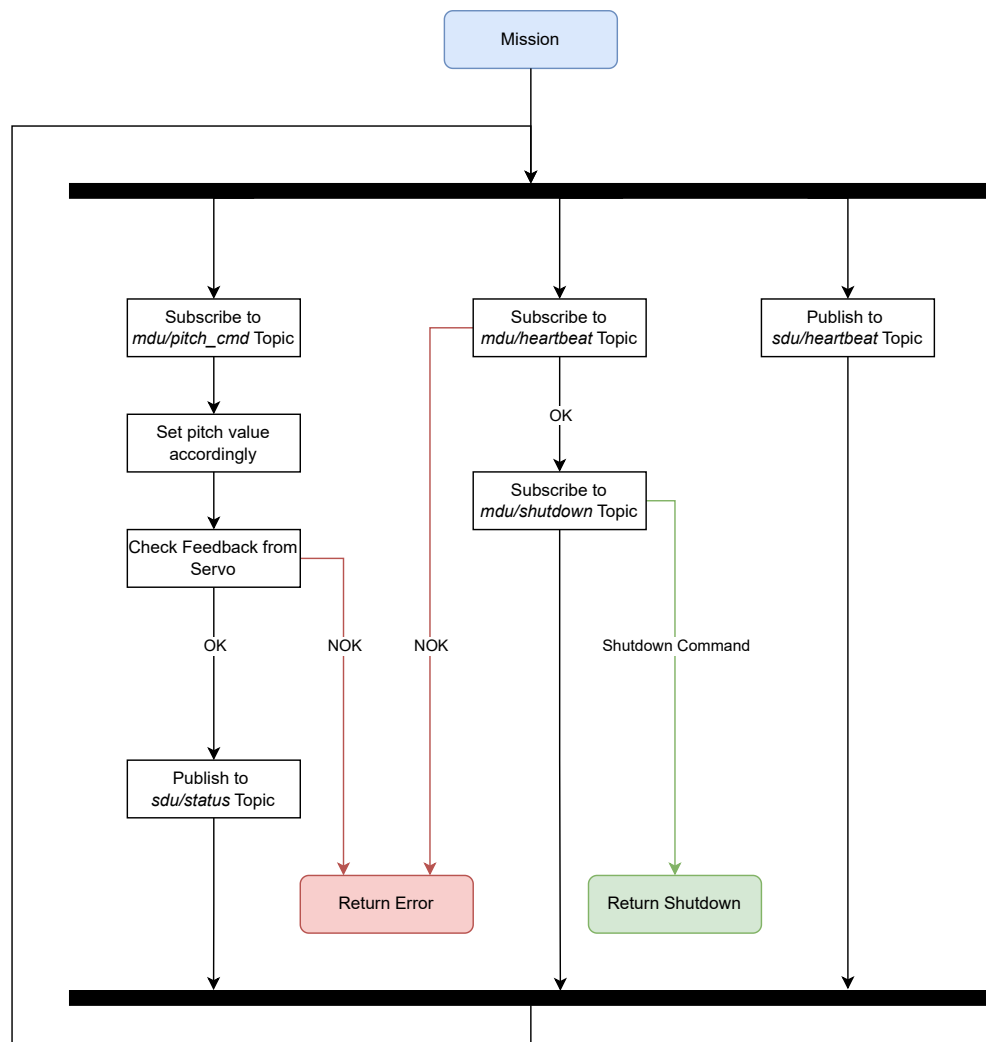 Mission
Subscribe to
mdu/pitch_cmd Topic
Subscribe to
mdu/heartbeat Topic
Publish to
sdu/heartbeat Topic
Set pitch value
accordingly
OK
Subscribe to
mdu/shutdown Topic
Check Feedback from
Servo
OK
NOK
NOK
Shutdown Command
Publish to
sdu/status Topic
Return Error
Return Shutdown